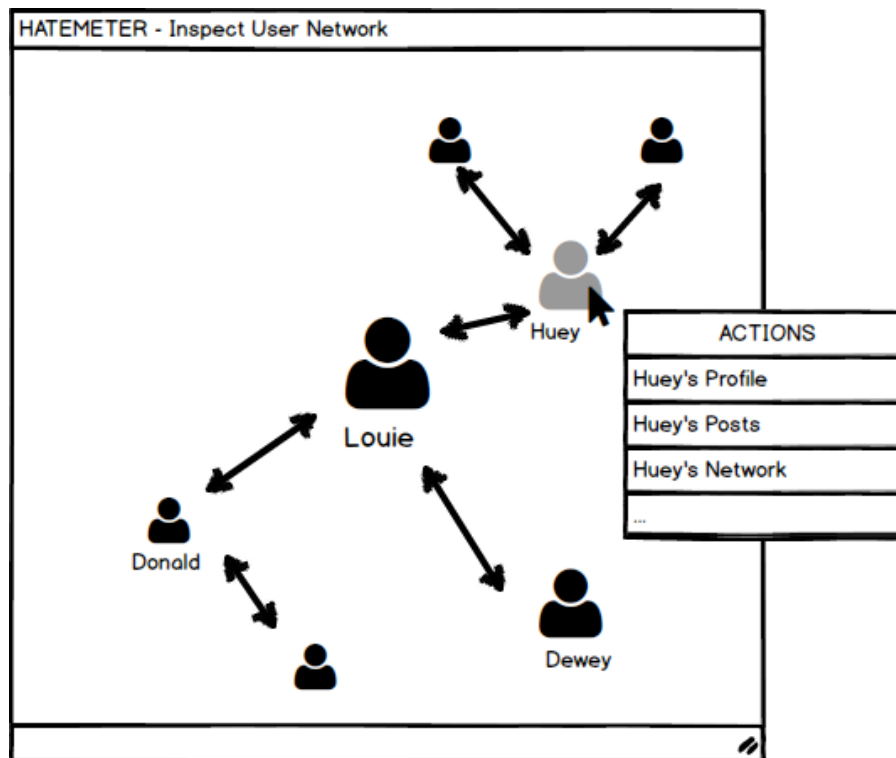 HATEMETER - Inspect User Network
Huey
ACTIONS
Huey's Profile
Huey's Posts
Huey's Network
...
Louie
Donald
Dewey